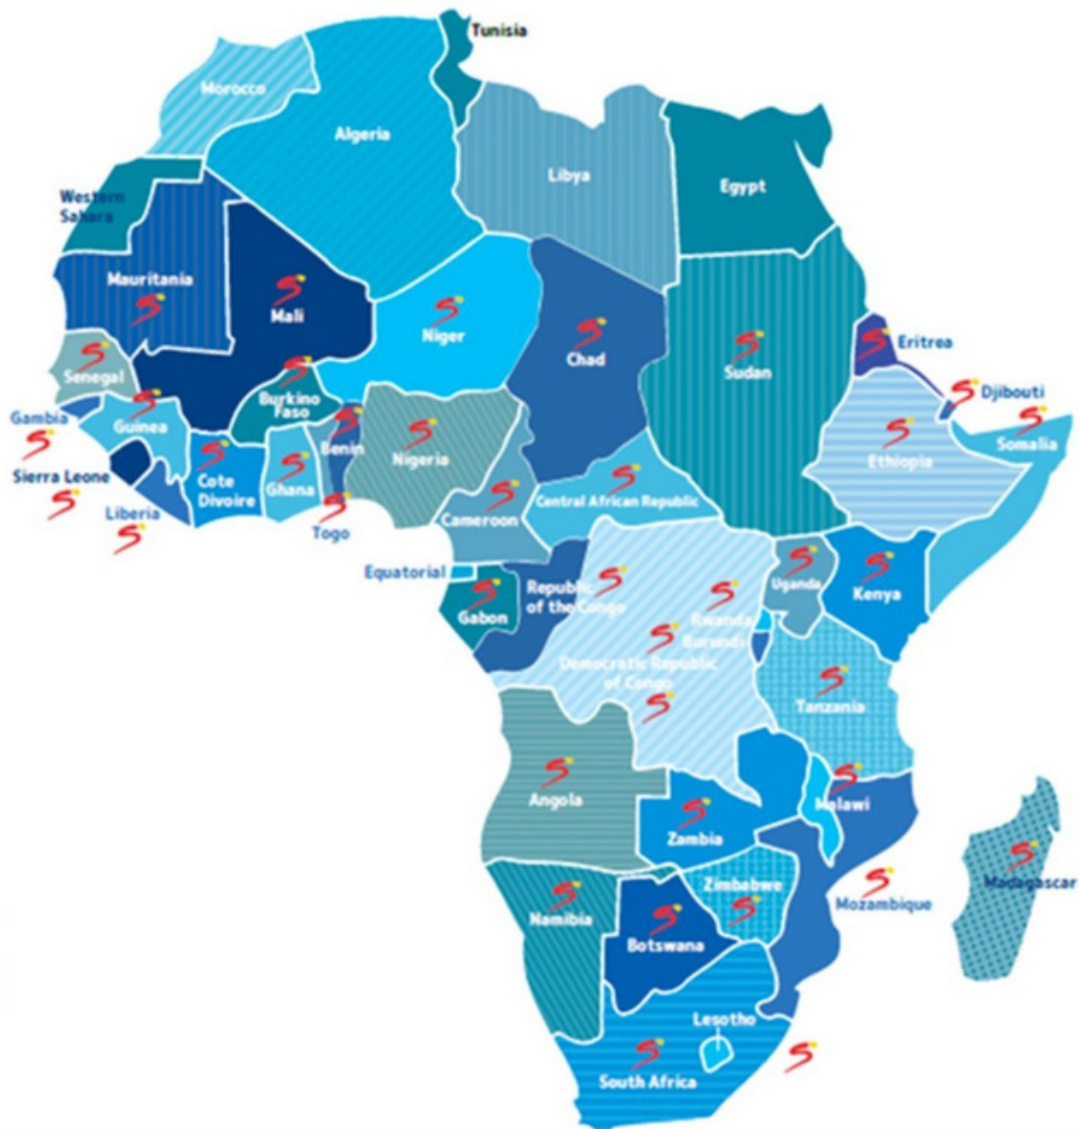 Tunisia
Morocco
Algeria
Libya
Egypt
Western
Sahara
Mauritania
Mali
Niger
Chad
Sudan
Eritrea
Djibouti
Senegal
Burkino
Faso
Gambia
Guinea
Benin
Nigeria
Somalia
Ethiopia
Sierra Leone
Cote
Divoire
Ghana
Central African Republic
Cameroon
Liberia
Togo
Equatorial
Republic
of the Congo
Gabon
Uganda
Kenya
Rwanda
Burundi
Democratic Republic
of Congo
Tanzania
Angola
Malawi
Zambia
Zimbabwe
Madagascar
Mozambique
Namibia
Botswana
Lesotho
South Africa